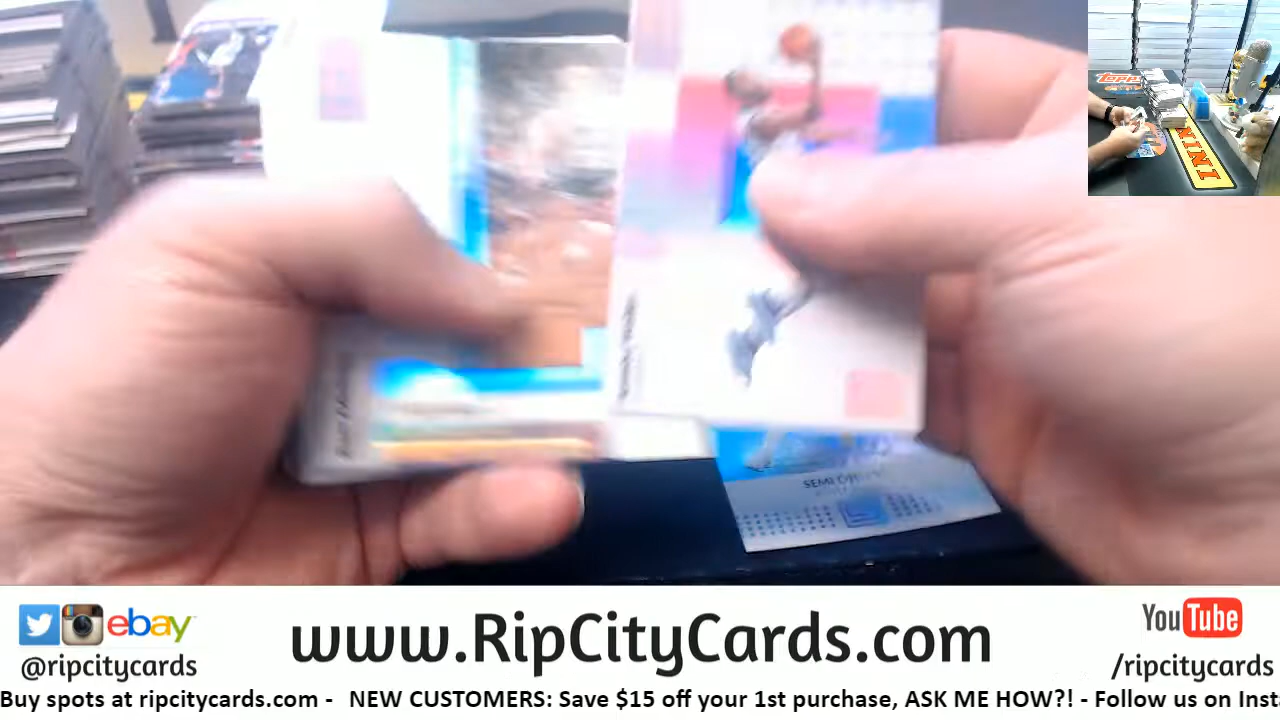 Topps
PANINI
SEMI OJELEYE
ebay
www.RipCityCards.com
YouTube
@ripcitycards
/ripcitycards
Buy spots at ripcitycards.com - NEW CUSTOMERS: Save $15 off your 1st purchase, ASK ME HOW?! - Follow us on Inst